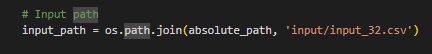 # Input path
input_path = os.path.join(absolute_path, 'input/input_32.csv')